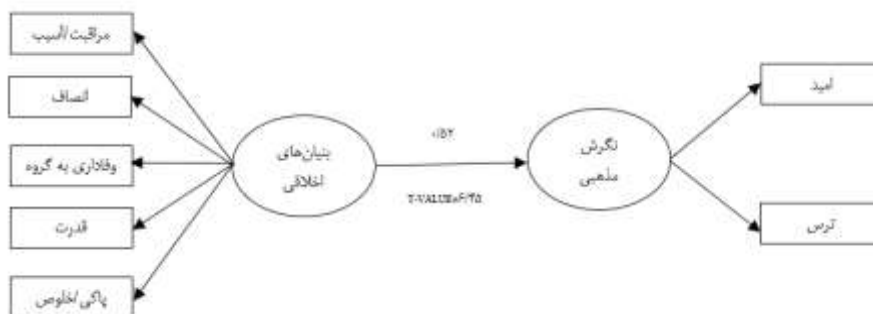 مراقبت/آسیب
انصاف
وفاداری به گروه
قدرت
پاکی/خلوص
بنیان‌های
اخلاقی
۰/۵۲
T-VALUE=۶/۴۵
نگرش
مذهبی
امید
ترس